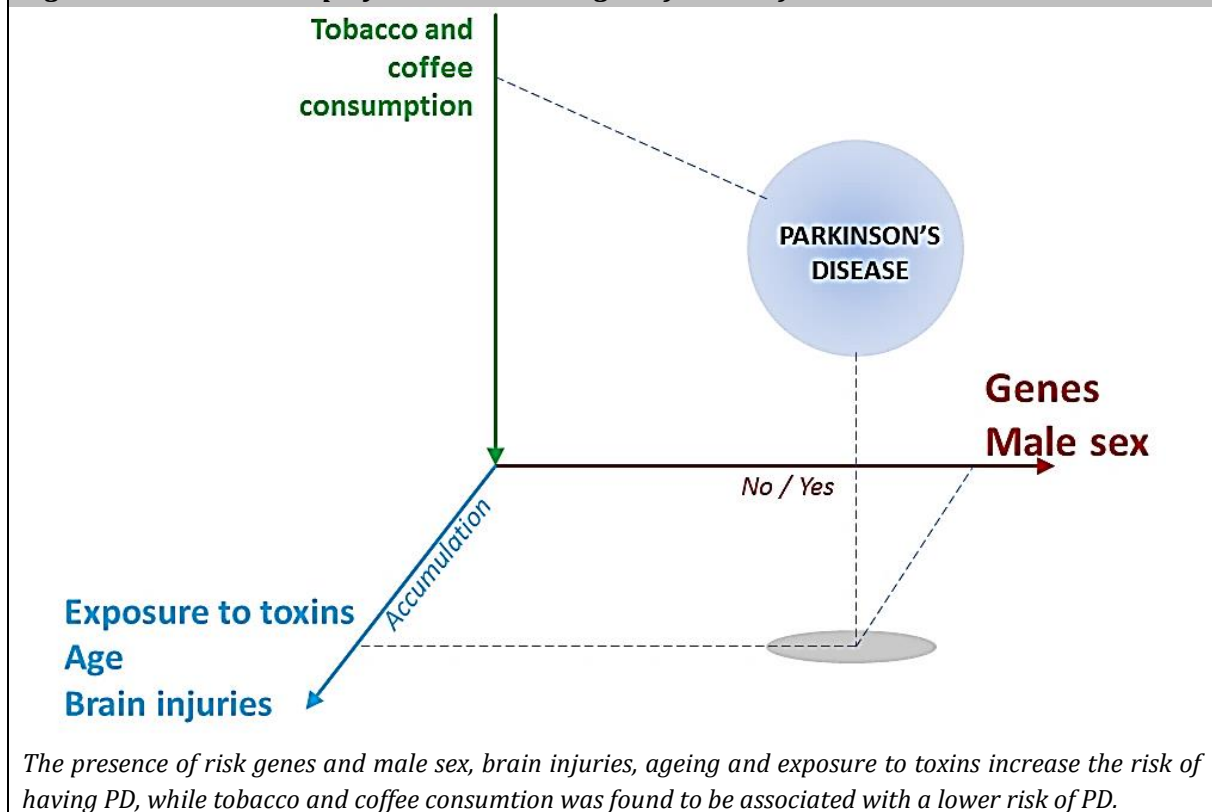 Tobacco and
coffee
consumption
PARKINSON'S
DISEASE
Genes
Male sex
No / Yes
Accumulation
Exposure to toxins
Age
Brain injuries
The presence of risk genes and male sex, brain injuries, ageing and exposure to toxins increase the risk of
having PD, while tobacco and coffee consumtion was found to be associated with a lower risk of PD.